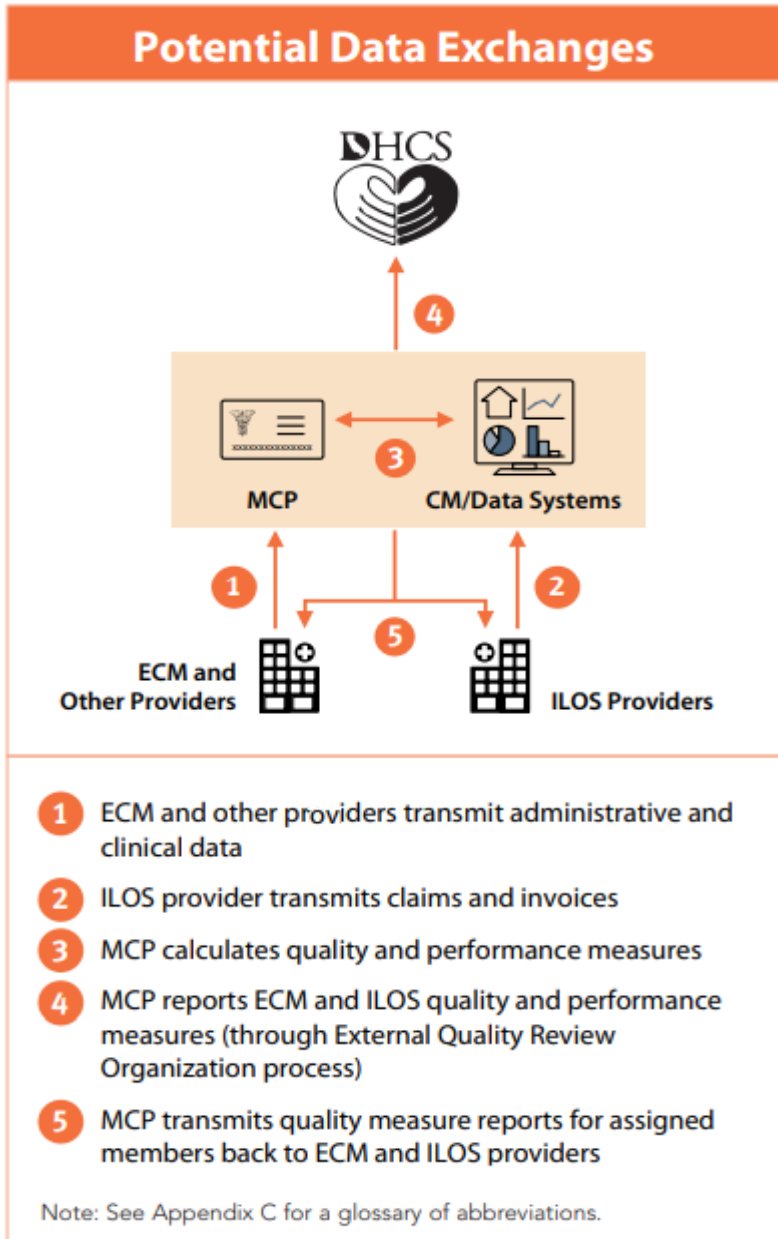 Potential Data Exchanges
DHCS
4
3
MCP
CM/Data Systems
1
2
5
ECM and
Other Providers
ILOS Providers
1 ECM and other providers transmit administrative and
clinical data
2 ILOS provider transmits claims and invoices
3 MCP calculates quality and performance measures
4 MCP reports ECM and ILOS quality and performance
measures (through External Quality Review
Organization process)
5 MCP transmits quality measure reports for assigned
members back to ECM and ILOS providers
Note: See Appendix C for a glossary of abbreviations.